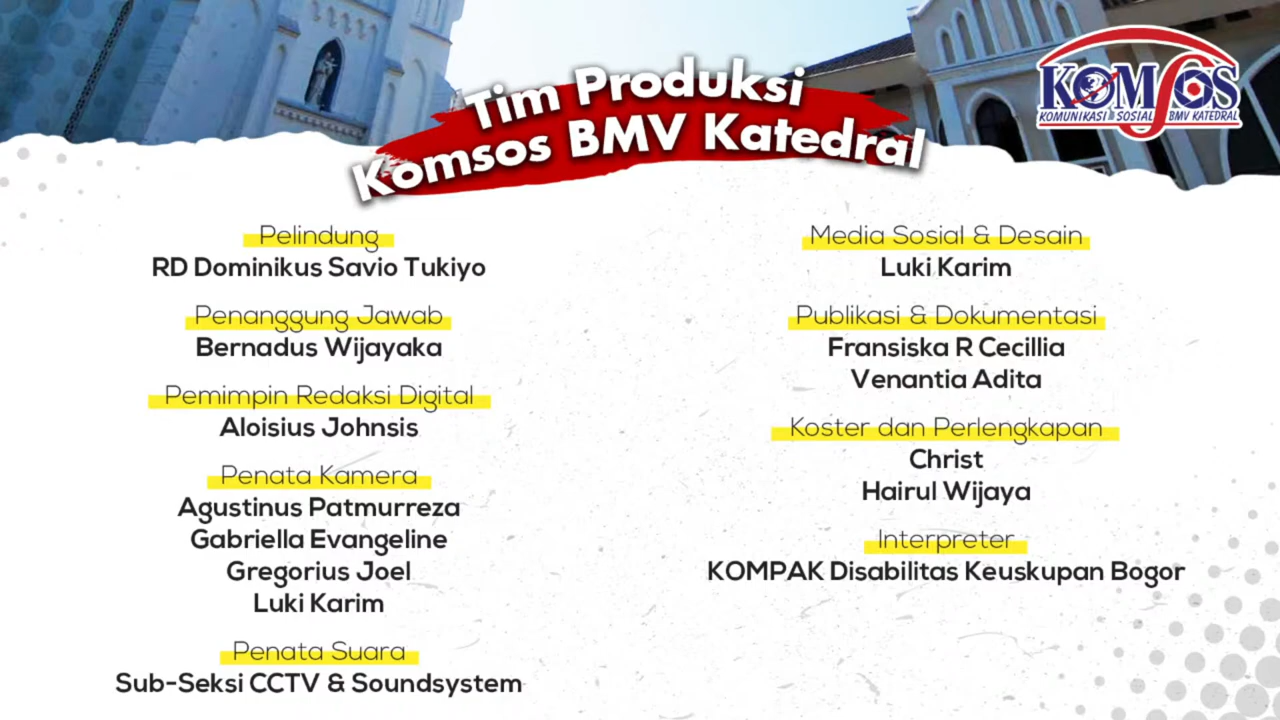 Tim Produksi
Komsos BMV Katedral
KOMSOS
KOMUNIKASI SOSIAL BMV KATEDRAL
Pelindung
RD Dominikus Savio Tukiyo
Penanggung Jawab
Bernadus Wijayaka
Pemimpin Redaksi Digital
Aloisius Johnsis
Penata Kamera
Agustinus Patmurreza
Gabriella Evangeline
Gregorius Joel
Luki Karim
Penata Suara
Sub-Seksi CCTV & Soundsystem
Media Sosial & Desain
Luki Karim
Publikasi & Dokumentasi
Fransiska R Cecillia
Venantia Adita
Koster dan Perlengkapan
Christ
Hairul Wijaya
Interpreter
KOMPAK Disabilitas Keuskupan Bogor